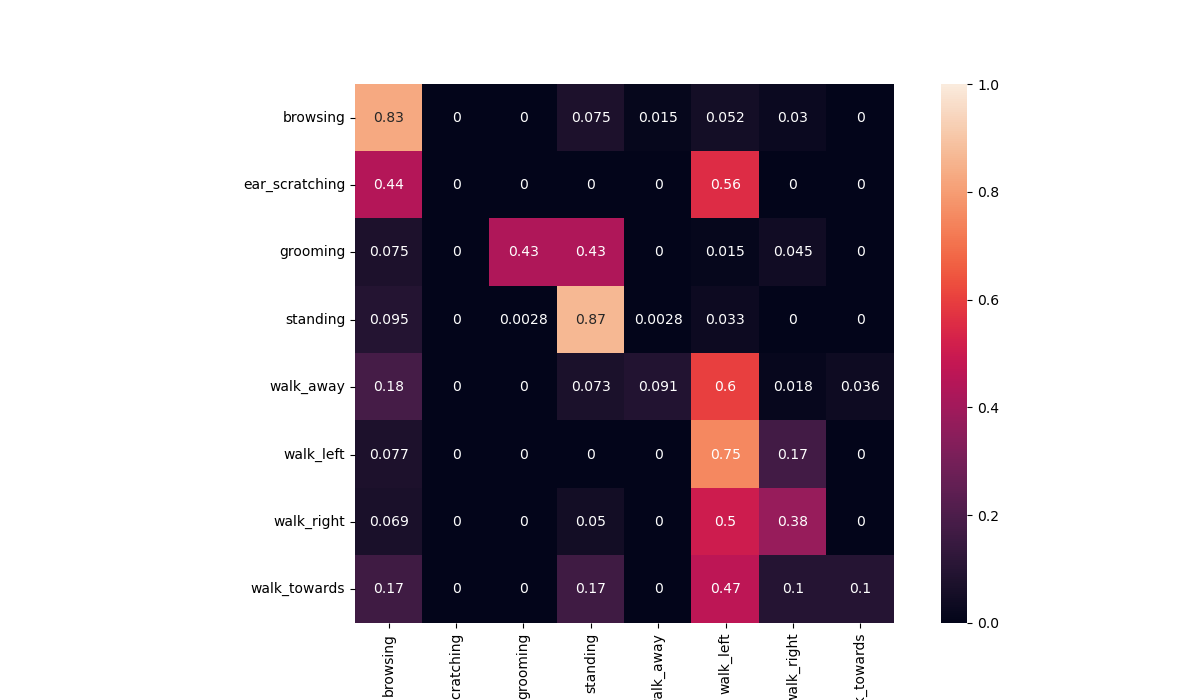 browsing 0.83 0 0 0.075 0.015 0.052 0.03 0
ear_scratching 0.44 0 0 0 0 0.56 0 0
grooming 0.075 0 0.43 0.43 0 0.015 0.045 0
standing 0.095 0 0.0028 0.87 0.0028 0.033 0 0
walk_away 0.18 0 0 0.073 0.091 0.6 0.018 0.036
walk_left 0.077 0 0 0 0 0.75 0.17 0
walk_right 0.069 0 0 0.05 0 0.5 0.38 0
walk_towards 0.17 0 0 0.17 0 0.47 0.1 0.1
browsing
cratching
grooming
standing
alk_away
walk_left
walk_right
k_towards
1.0
0.8
0.6
0.4
0.2
0.0